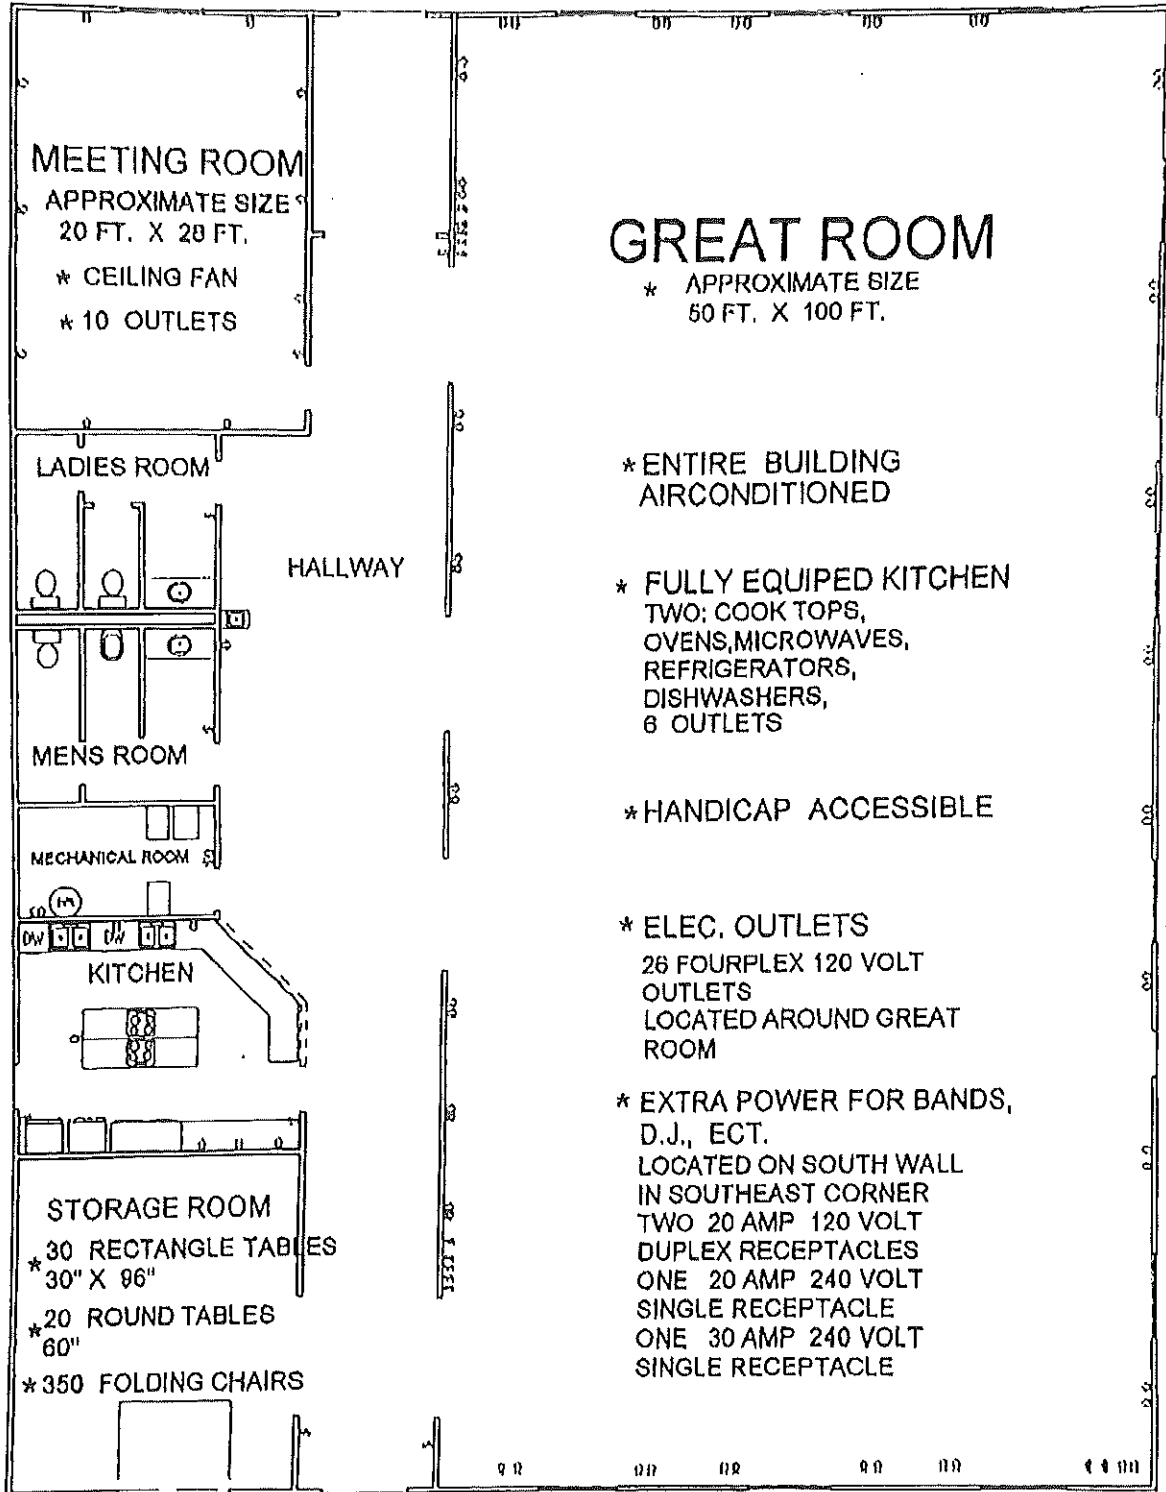 MEETING ROOM
APPROXIMATE SIZE
20 FT. X 28 FT.
* CEILING FAN
* 10 OUTLETS
GREAT ROOM
* APPROXIMATE SIZE
50 FT. X 100 FT.
LADIES ROOM
HALLWAY
MENS ROOM
MECHANICAL ROOM
DW
DW
KITCHEN
STORAGE ROOM
* 30 RECTANGLE TABLES
30" X 96"
* 20 ROUND TABLES
60"
* 350 FOLDING CHAIRS
* ENTIRE BUILDING
AIRCONDITIONED
* FULLY EQUIPED KITCHEN
TWO: COOK TOPS,
OVENS,MICROWAVES,
REFRIGERATORS,
DISHWASHERS,
6 OUTLETS
* HANDICAP ACCESSIBLE
* ELEC. OUTLETS
26 FOURPLEX 120 VOLT
OUTLETS
LOCATED AROUND GREAT
ROOM
* EXTRA POWER FOR BANDS,
D.J., ECT.
LOCATED ON SOUTH WALL
IN SOUTHEAST CORNER
TWO 20 AMP 120 VOLT
DUPLEX RECEPTACLES
ONE 20 AMP 240 VOLT
SINGLE RECEPTACLE
ONE 30 AMP 240 VOLT
SINGLE RECEPTACLE